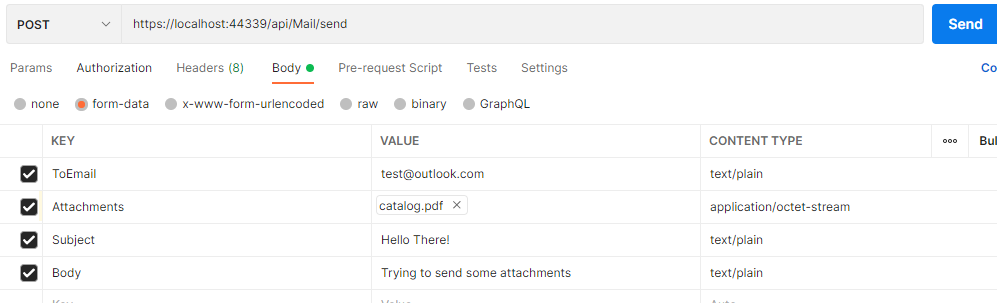 POST https://localhost:44339/api/Mail/send Send
Params Authorization Headers (8) Body Pre-request Script Tests Settings Co
none form-data x-www-form-urlencoded raw binary GraphQL
KEY VALUE CONTENT TYPE Bul
ToEmail test@outlook.com text/plain
Attachments catalog.pdf application/octet-stream
Subject Hello There! text/plain
Body Trying to send some attachments text/plain
Key Value Auto